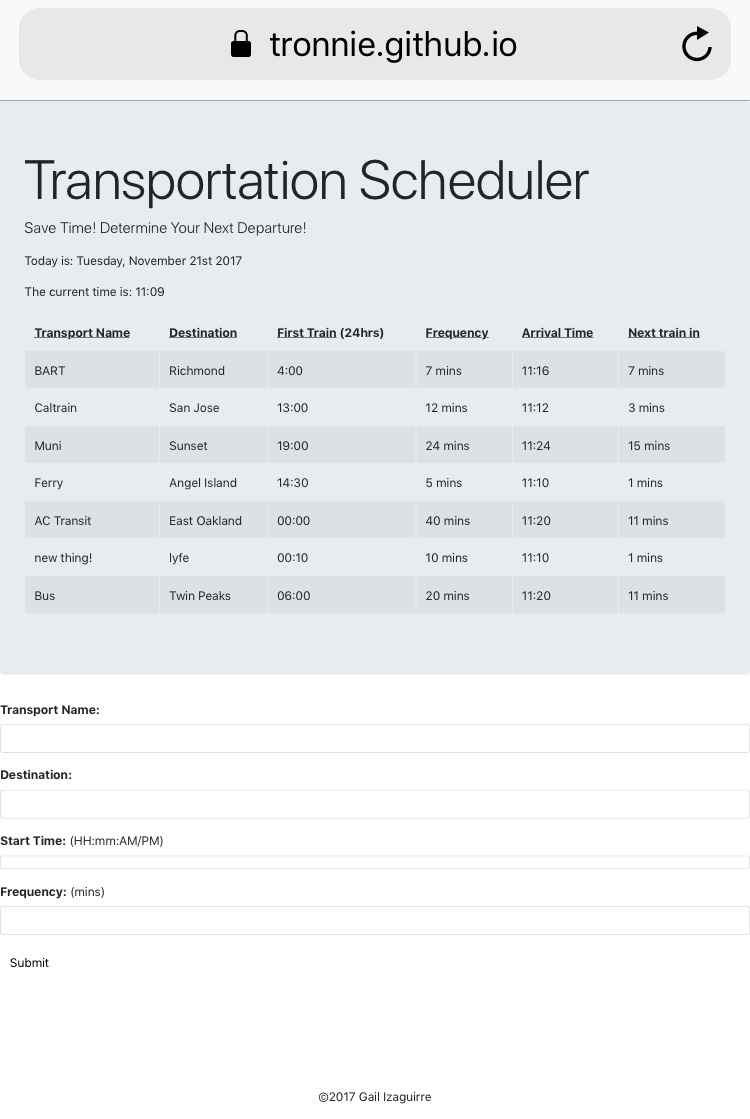 tronnie.github.io
Transportation Scheduler
Save Time! Determine Your Next Departure!
Today is: Tuesday, November 21st 2017
The current time is: 11:09
Transport Name Destination First Train (24hrs) Frequency Arrival Time Next train in
BART Richmond 4:00 7 mins 11:16 7 mins
Caltrain San Jose 13:00 12 mins 11:12 3 mins
Muni Sunset 19:00 24 mins 11:24 15 mins
Ferry Angel Island 14:30 5 mins 11:10 1 mins
AC Transit East Oakland 00:00 40 mins 11:20 11 mins
new thing! lyfe 00:10 10 mins 11:10 1 mins
Bus Twin Peaks 06:00 20 mins 11:20 11 mins
Transport Name:
Destination:
Start Time: (HH:mm:AM/PM)
Frequency: (mins)
Submit
©2017 Gail Izaguirre